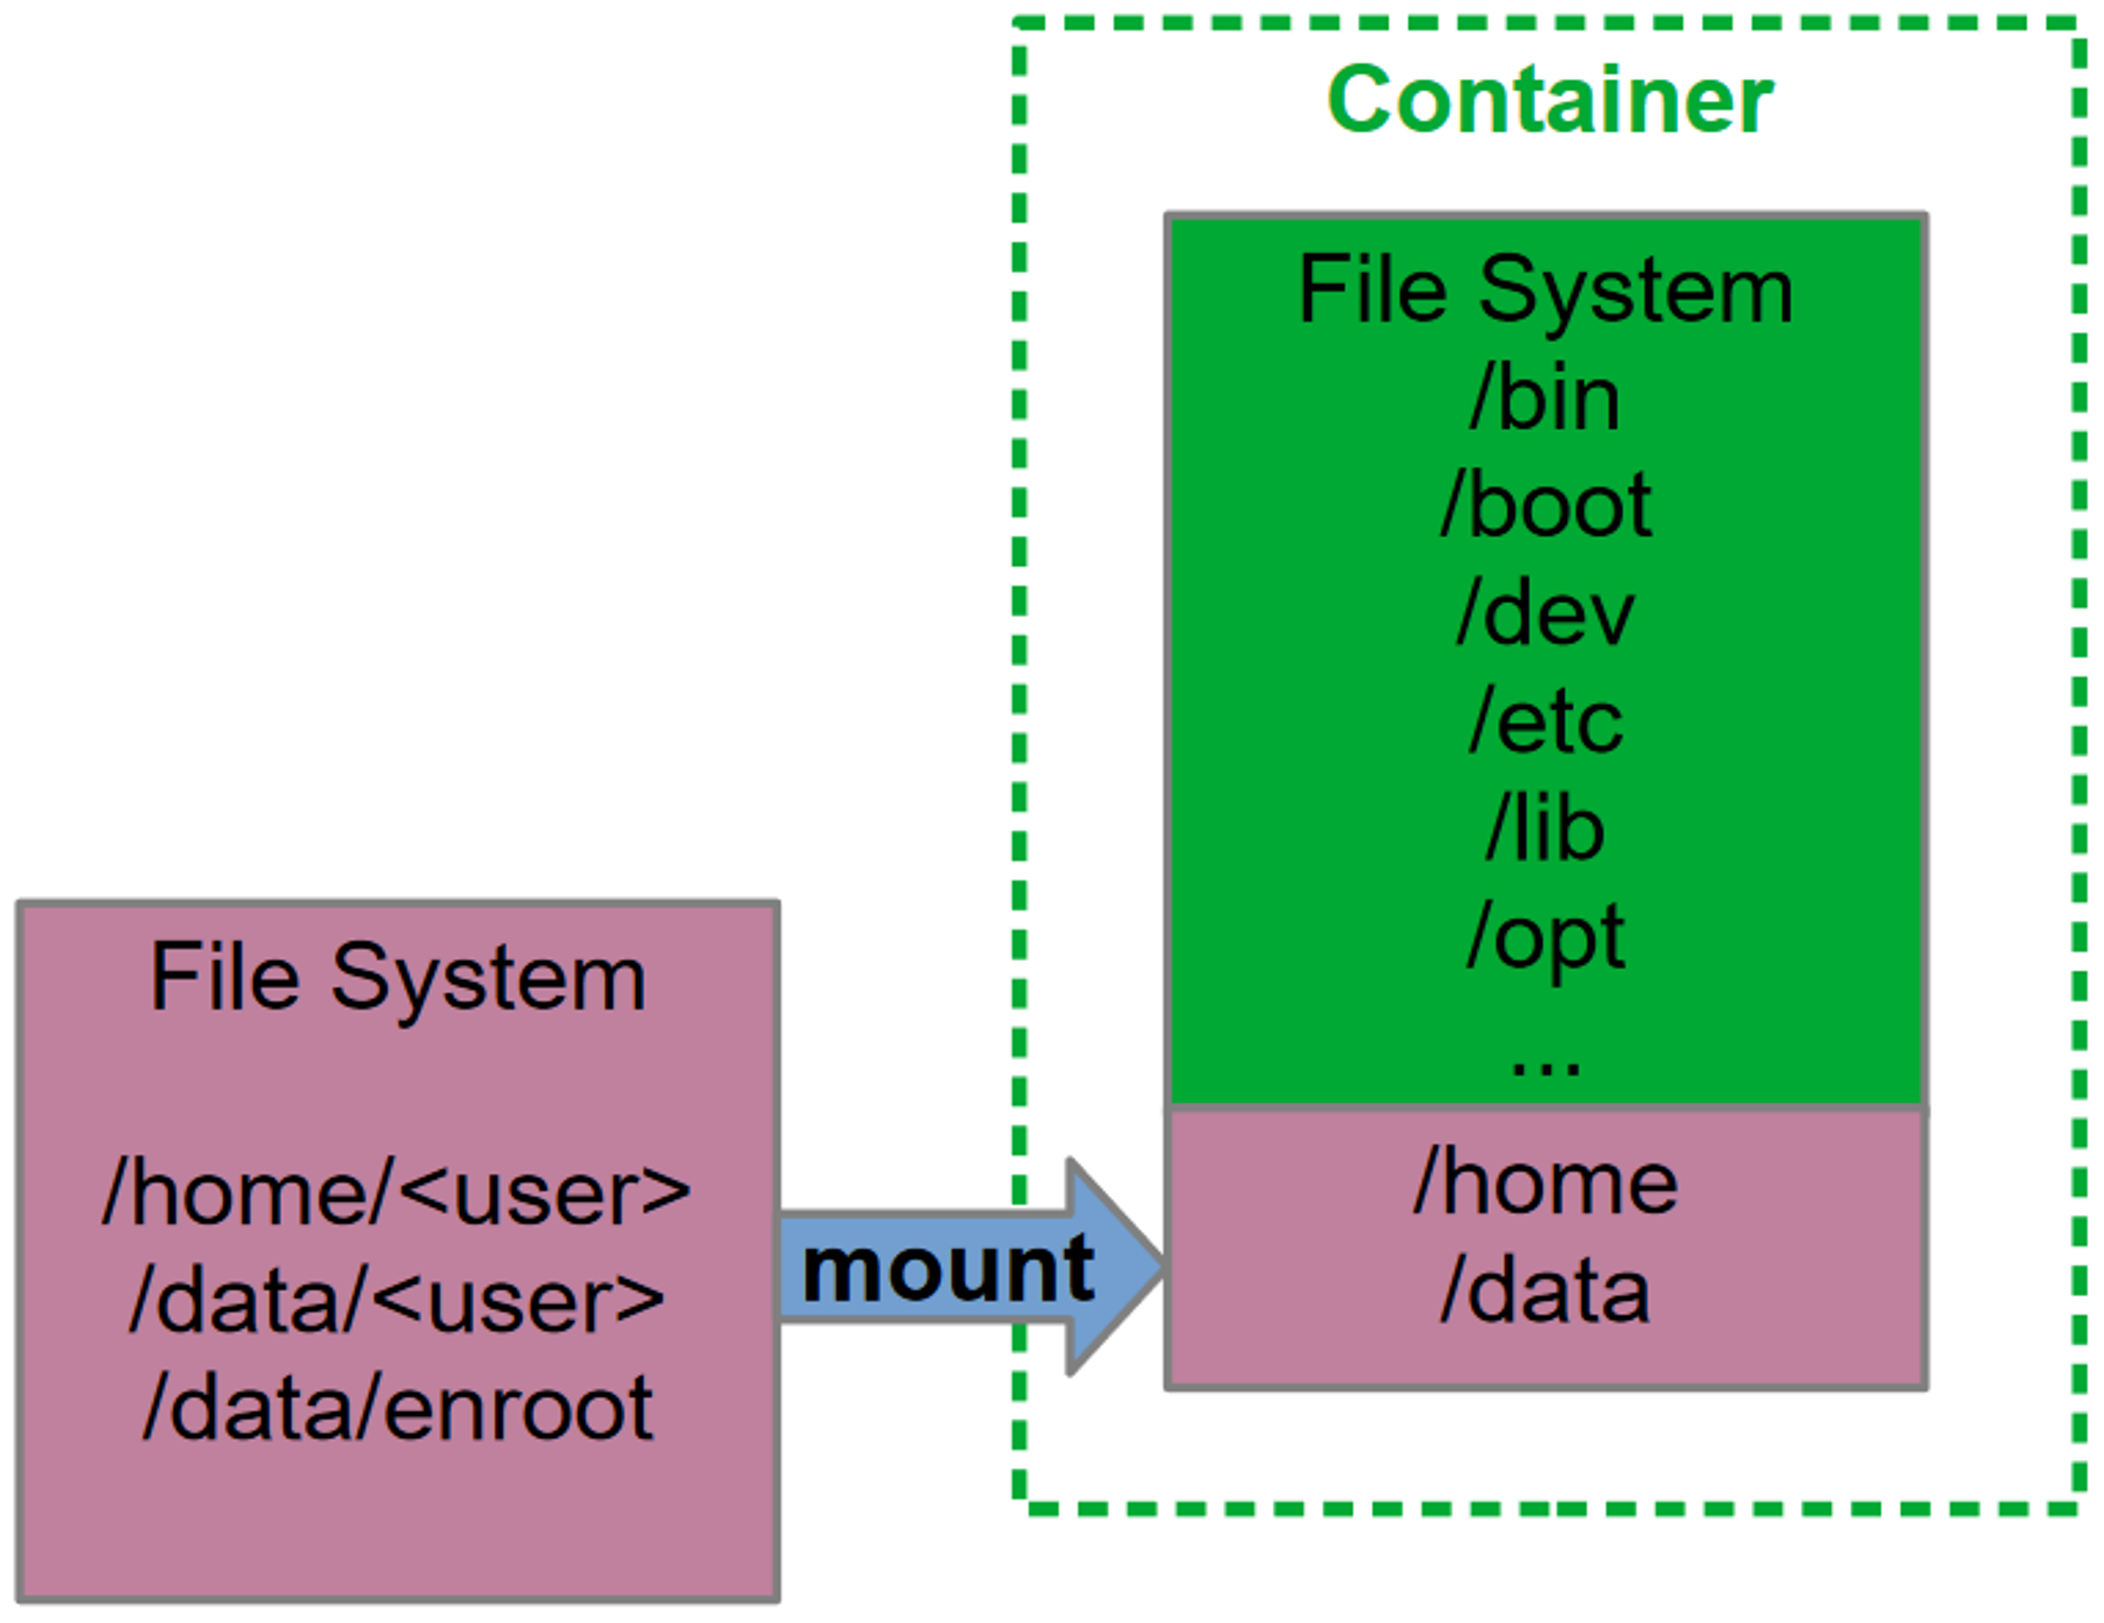 Container
File System
/bin
/boot
/dev
/etc
/lib
/opt
...
/home
/data
File System
/home/<user>
/data/<user>
/data/enroot
mount